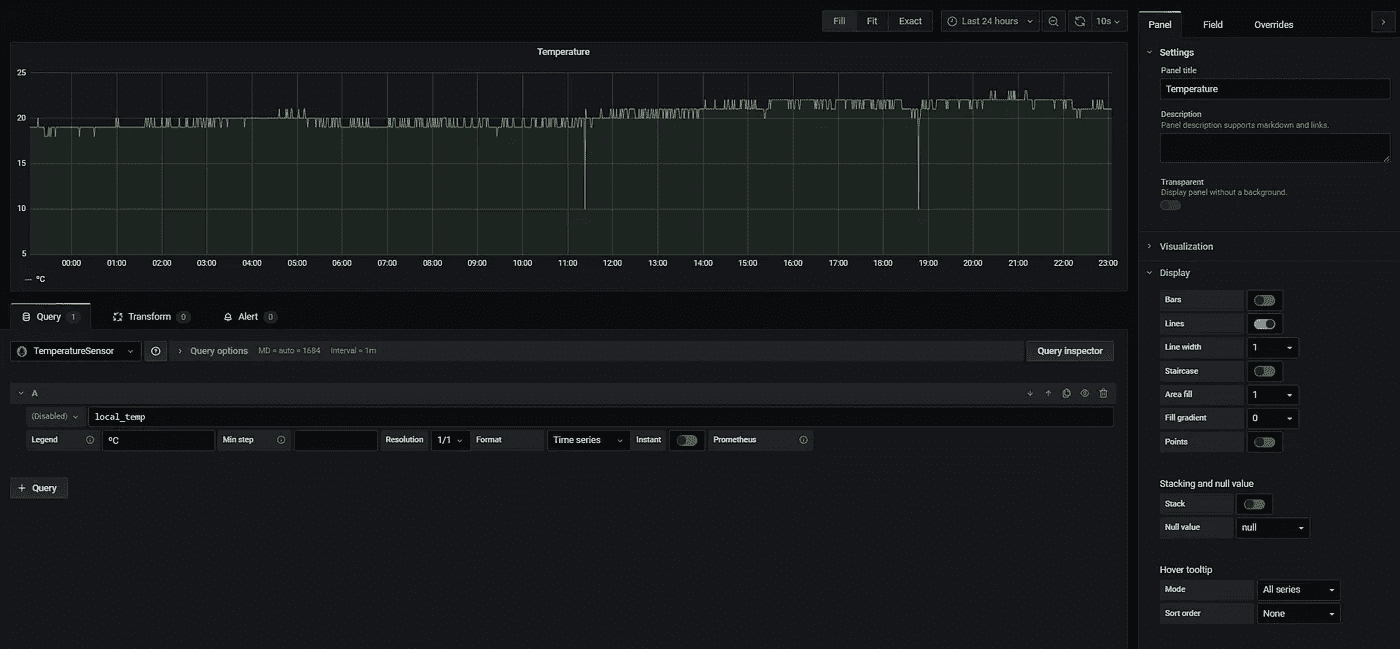 Fill Fit Exact Last 24 hours 10s
Temperature
25
20
15
10
5
00:00 01:00 02:00 03:00 04:00 05:00 06:00 07:00 08:00 09:00 10:00 11:00 12:00 13:00 14:00 15:00 16:00 17:00 18:00 19:00 20:00 21:00 22:00 23:00
ºC
Query 1 Transform 0 Alert 0
TemperatureSensor Query options MD = auto = 1684 Interval = 1m Query inspector
A
(Disabled) local_temp
Legend ºC Min step Resolution 1/1 Format Time series Instant Prometheus
+ Query
Panel Field Overrides
Settings
Panel title
Temperature
Description
Panel description supports markdown and links.
Transparent
Display panel without a background.
Visualization
Display
Bars
Lines
Line width 1
Staircase
Area fill 1
Fill gradient 0
Points
Stacking and null value
Stack
Null value null
Hover tooltip
Mode All series
Sort order None